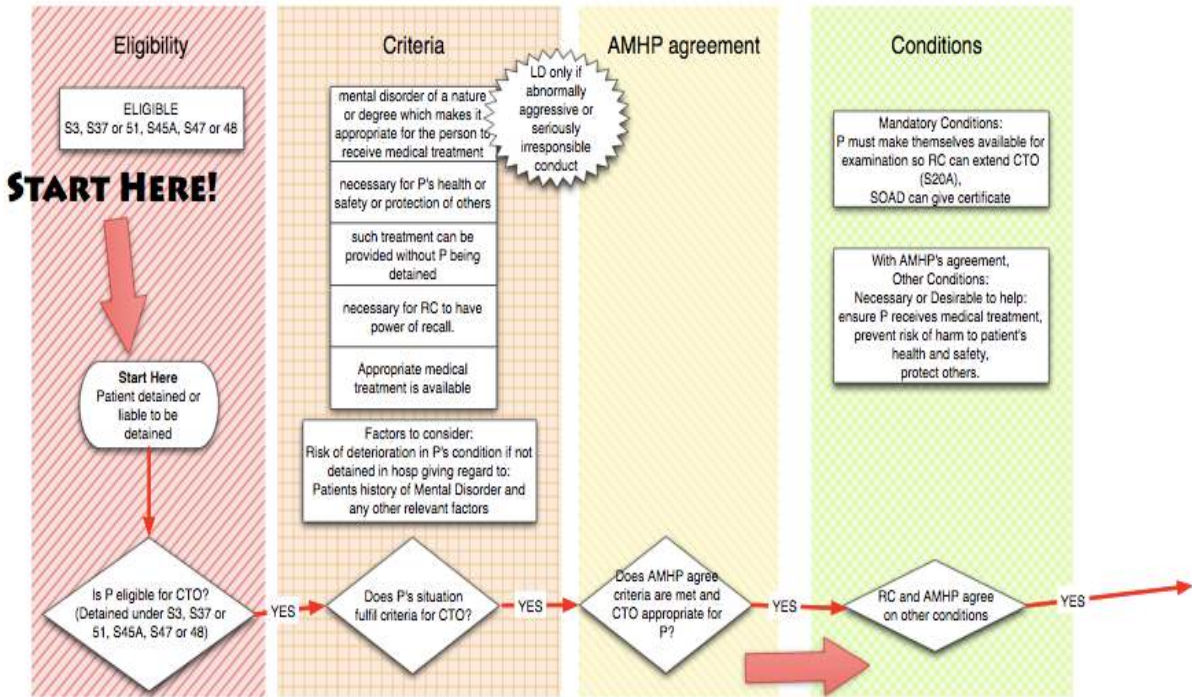 Eligibility
ELIGIBLE
S3, S37 or 51, S45A, S47 or 48
START HERE!
Start Here
Patient detained or
liable to be
detained
Is P eligible for CTO?
(Detained under S3, S37 or
51, S45A, S47 or 48)
YES
Criteria
mental disorder of a nature
or degree which makes it
appropriate for the person to
receive medical treatment
LD only if
abnormally
aggressive or
seriously
irresponsible
conduct
necessary for P's health or
safety or protection of others
such treatment can be
provided without P being
detained
necessary for RC to have
power of recall.
Appropriate medical
treatment is available
Factors to consider:
Risk of deterioration in P's condition if not
detained in hosp giving regard to:
Patients history of Mental Disorder and
any other relevant factors
Does P's situation
fulfil criteria for CTO?
YES
AMHP agreement
Does AMHP agree
criteria are met and
CTO appropriate for
P?
YES
Conditions
Mandatory Conditions:
P must make themselves available for
examination so RC can extend CTO
(S20A),
SOAD can give certificate
With AMHP's agreement,
Other Conditions:
Necessary or Desirable to help:
ensure P receives medical treatment,
prevent risk of harm to patient's
health and safety,
protect others.
RC and AMHP agree
on other conditions
YES